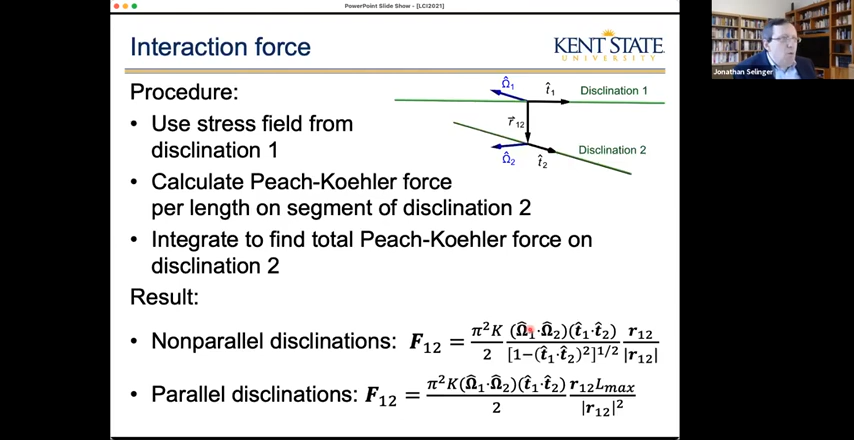 PowerPoint Slide Show - [LCI2021]
Interaction force
KENT STATE
UNIVERSITY
Procedure:
• Use stress field from
disclination 1
• Calculate Peach-Koehler force
per length on segment of disclination 2
• Integrate to find total Peach-Koehler force on
disclination 2
Result:
• Nonparallel disclinations: F₁₂ = π²K/2 (Ω̂₁·Ω̂₂)(t̂₁·t̂₂)/[1−(t̂₁·t̂₂)²]^1/2 r₁₂/|r₁₂|
• Parallel disclinations: F₁₂ = π²K(Ω̂₁·Ω̂₂)(t̂₁·t̂₂)/2 r₁₂L_max/|r₁₂|²
Ω̂₁
t̂₁
Disclination 1
r⃗₁₂
Ω̂₂
t̂₂
Disclination 2
Jonathan Selinger